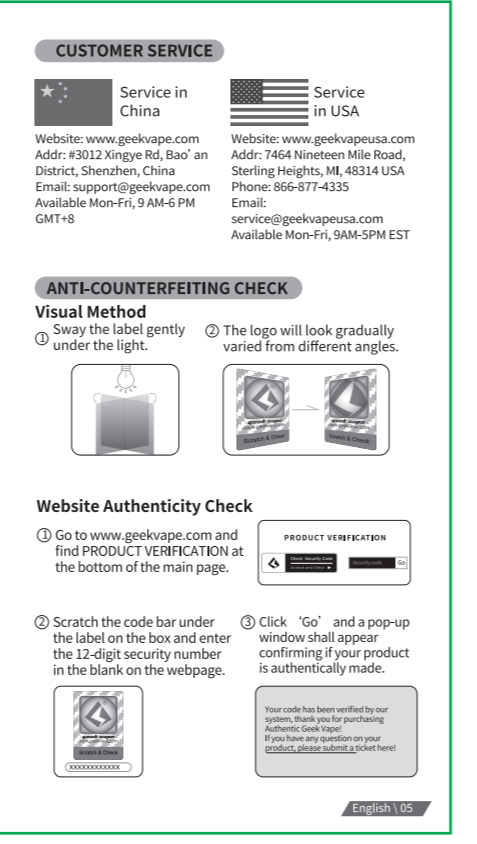 CUSTOMER SERVICE
Service in
China
Website: www.geekvape.com
Addr: #3012 Xingye Rd, Bao' an
District, Shenzhen, China
Email: support@geekvape.com
Available Mon-Fri, 9 AM-6 PM
GMT+8
Service
in USA
Website: www.geekvapeusa.com
Addr: 7464 Nineteen Mile Road,
Sterling Heights, MI, 48314 USA
Phone: 866-877-4335
Email:
service@geekvapeusa.com
Available Mon-Fri, 9AM-5PM EST
ANTI-COUNTERFEITING CHECK
Visual Method
① Sway the label gently
under the light.
② The logo will look gradually
varied from different angles.
Scratch & Check
Scratch & Check
Website Authenticity Check
① Go to www.geekvape.com and
find PRODUCT VERIFICATION at
the bottom of the main page.
PRODUCT VERIFICATION
Check Security Code
Scratch and Check
Security code
Go
② Scratch the code bar under
the label on the box and enter
the 12-digit security number
in the blank on the webpage.
Scratch & Check
XXXXXXXXXXXX
③ Click ‘Go’ and a pop-up
window shall appear
confirming if your product
is authentically made.
Your code has been verified by our
system, thank you for purchasing
Authentic Geek Vape!
If you have any question on your
product, please submit a ticket here!
English \ 05